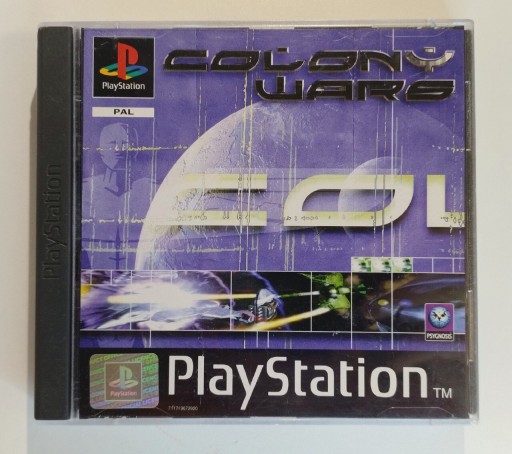 PlayStation
PlayStation
PAL
COLONY
WARS
COL
PSYGNOSIS
PlayStation
PlayStation™